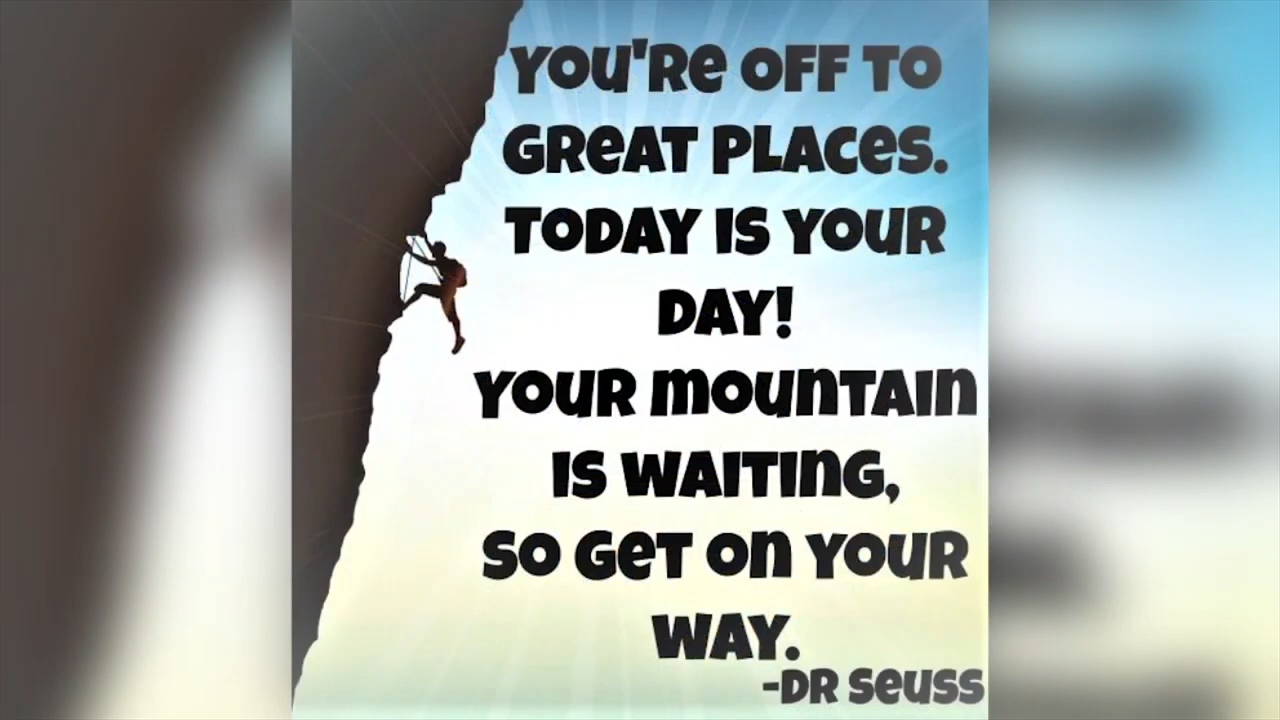 YOU'Re OFF TO
GReAT PLAces.
TODAY IS YOUR
DAY!
YOUR mOunTAIn
IS WAITInG,
SO GeT On YOUR
WAY.
-DR Seuss